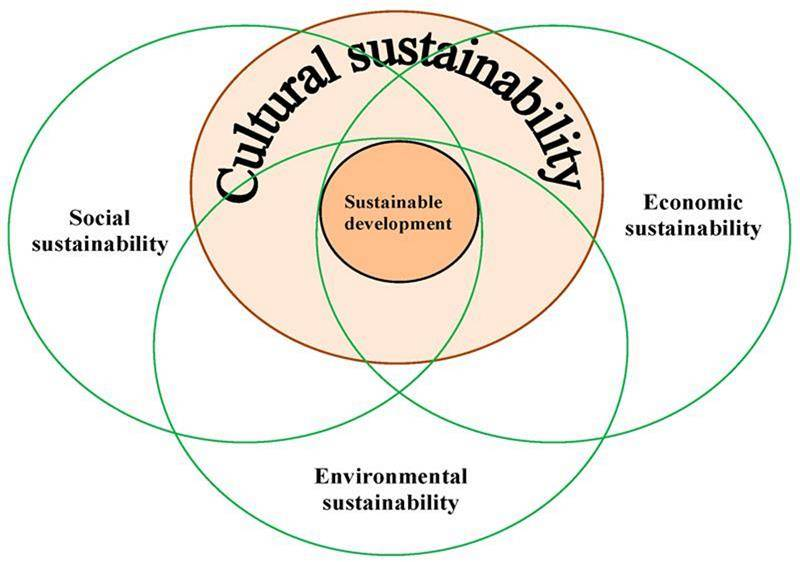 Cultural sustainability
Sustainable
development
Social
sustainability
Economic
sustainability
Environmental
sustainability